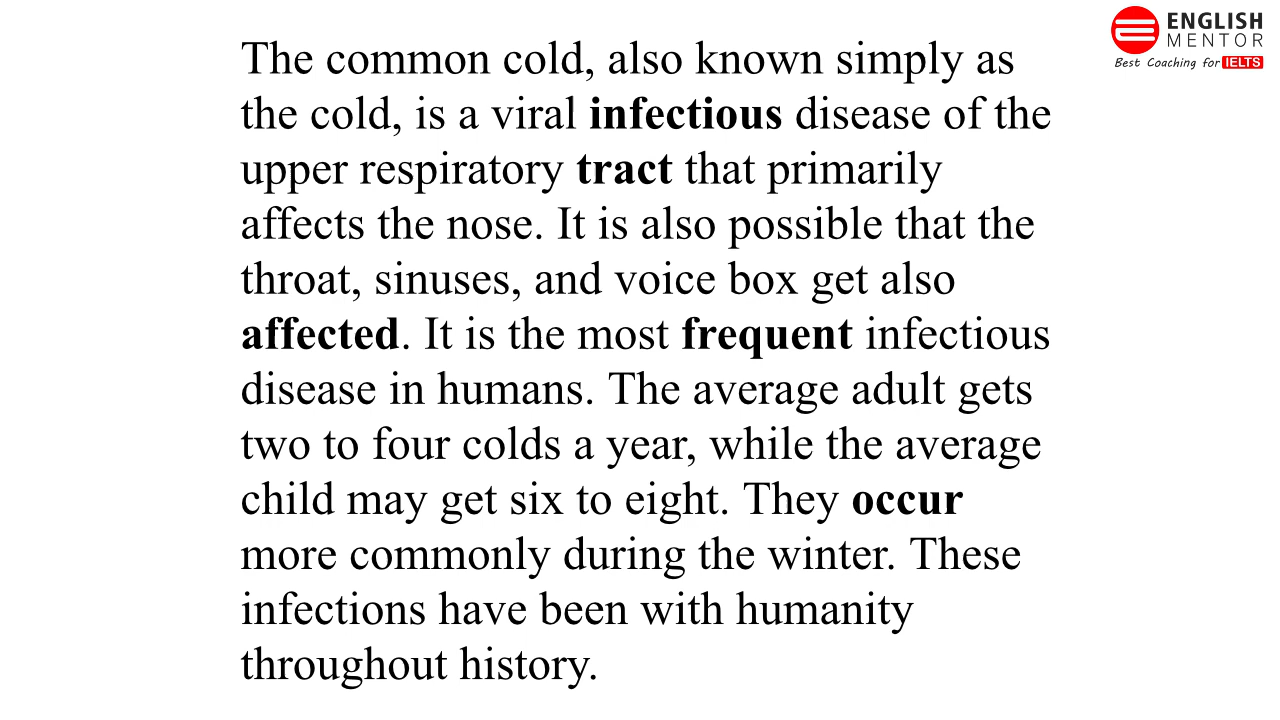 ENGLISH
MENTOR
Best Coaching for IELTS
The common cold, also known simply as
the cold, is a viral infectious disease of the
upper respiratory tract that primarily
affects the nose. It is also possible that the
throat, sinuses, and voice box get also
affected. It is the most frequent infectious
disease in humans. The average adult gets
two to four colds a year, while the average
child may get six to eight. They occur
more commonly during the winter. These
infections have been with humanity
throughout history.